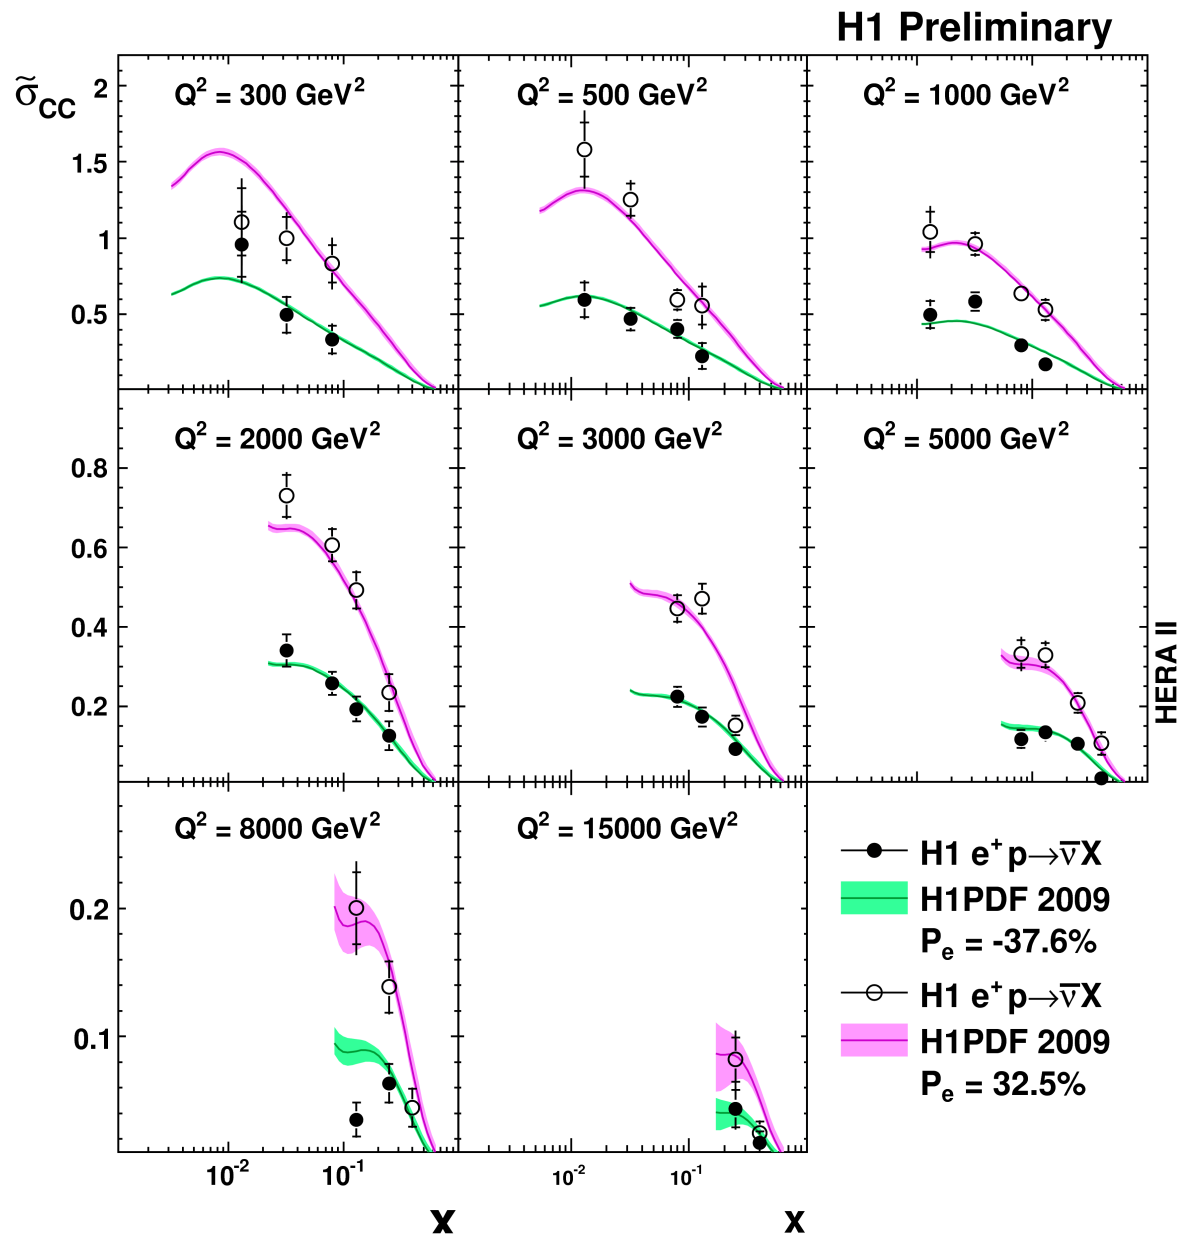 H1 Preliminary
σ̃CC
Q² = 300 GeV²
Q² = 500 GeV²
Q² = 1000 GeV²
2
1.5
1
0.5
Q² = 2000 GeV²
Q² = 3000 GeV²
Q² = 5000 GeV²
0.8
0.6
0.4
0.2
HERA II
Q² = 8000 GeV²
Q² = 15000 GeV²
0.2
0.1
H1 e⁺p→ν̅X
H1PDF 2009
Pe = -37.6%
H1 e⁺p→ν̅X
H1PDF 2009
Pe = 32.5%
10⁻² 10⁻¹ 10⁻² 10⁻¹
x x